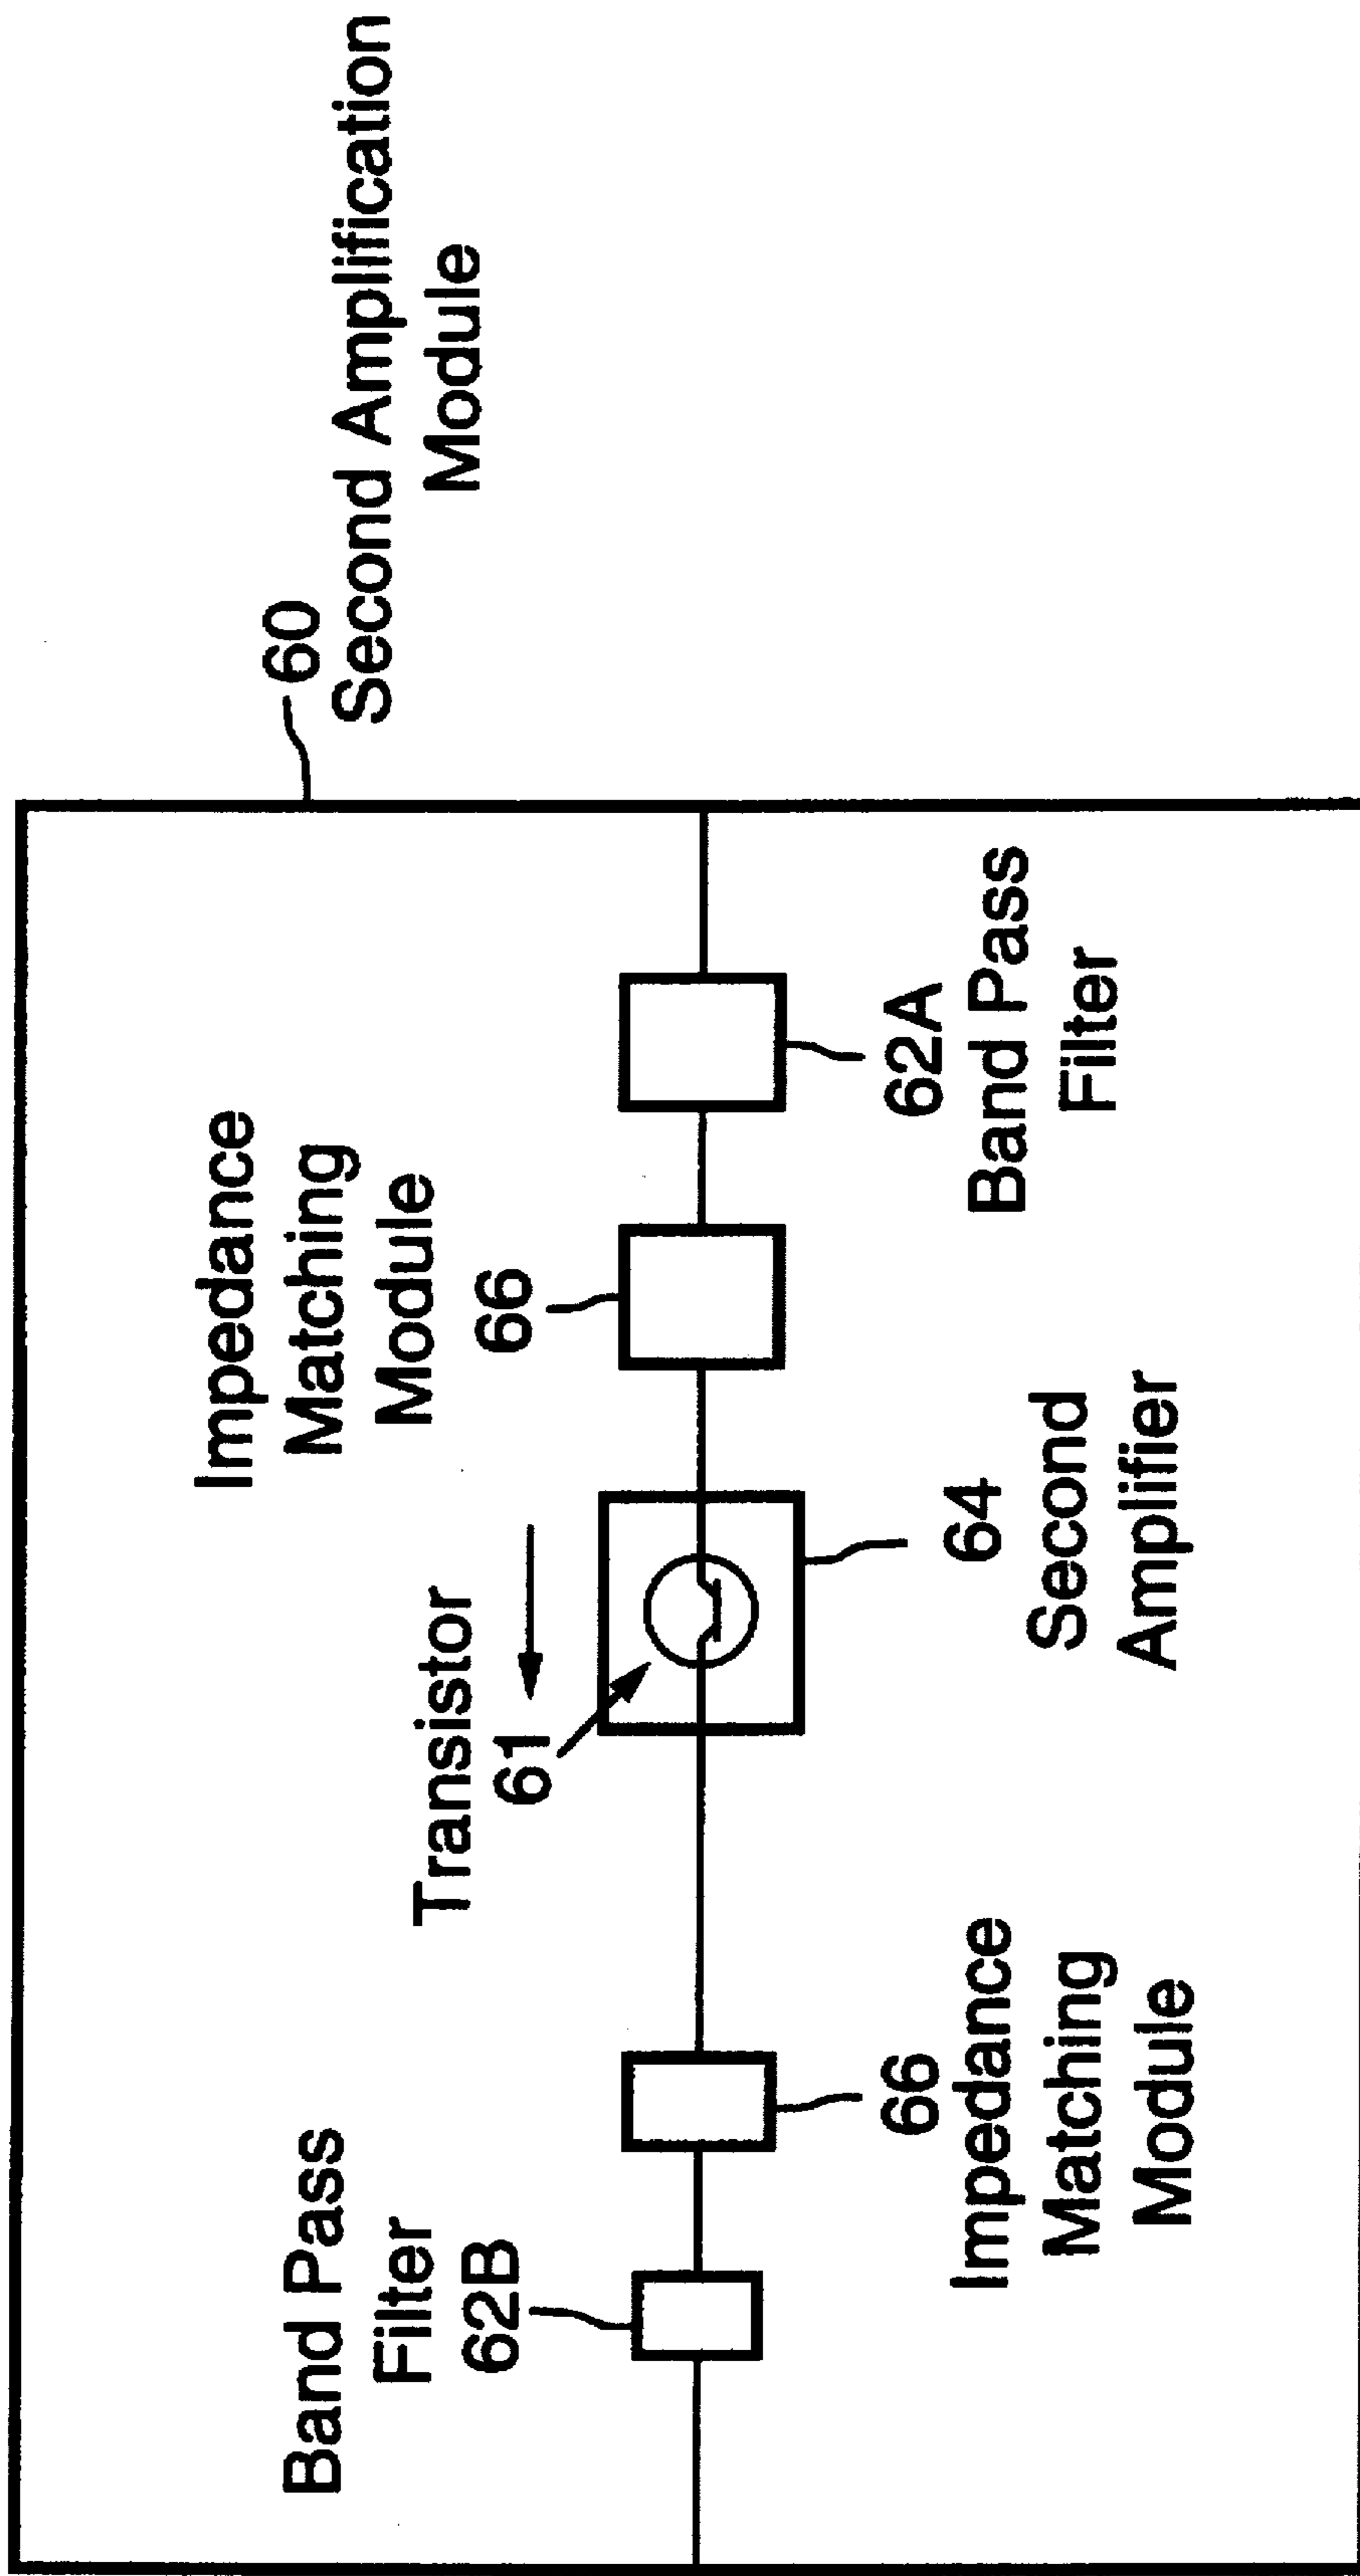 60
Second Amplification
Module
Impedance
Matching
Module
66
Band Pass
Filter
62B
Transistor
61
66
Impedance
Matching
Module
64
Second
Amplifier
62A
Band Pass
Filter